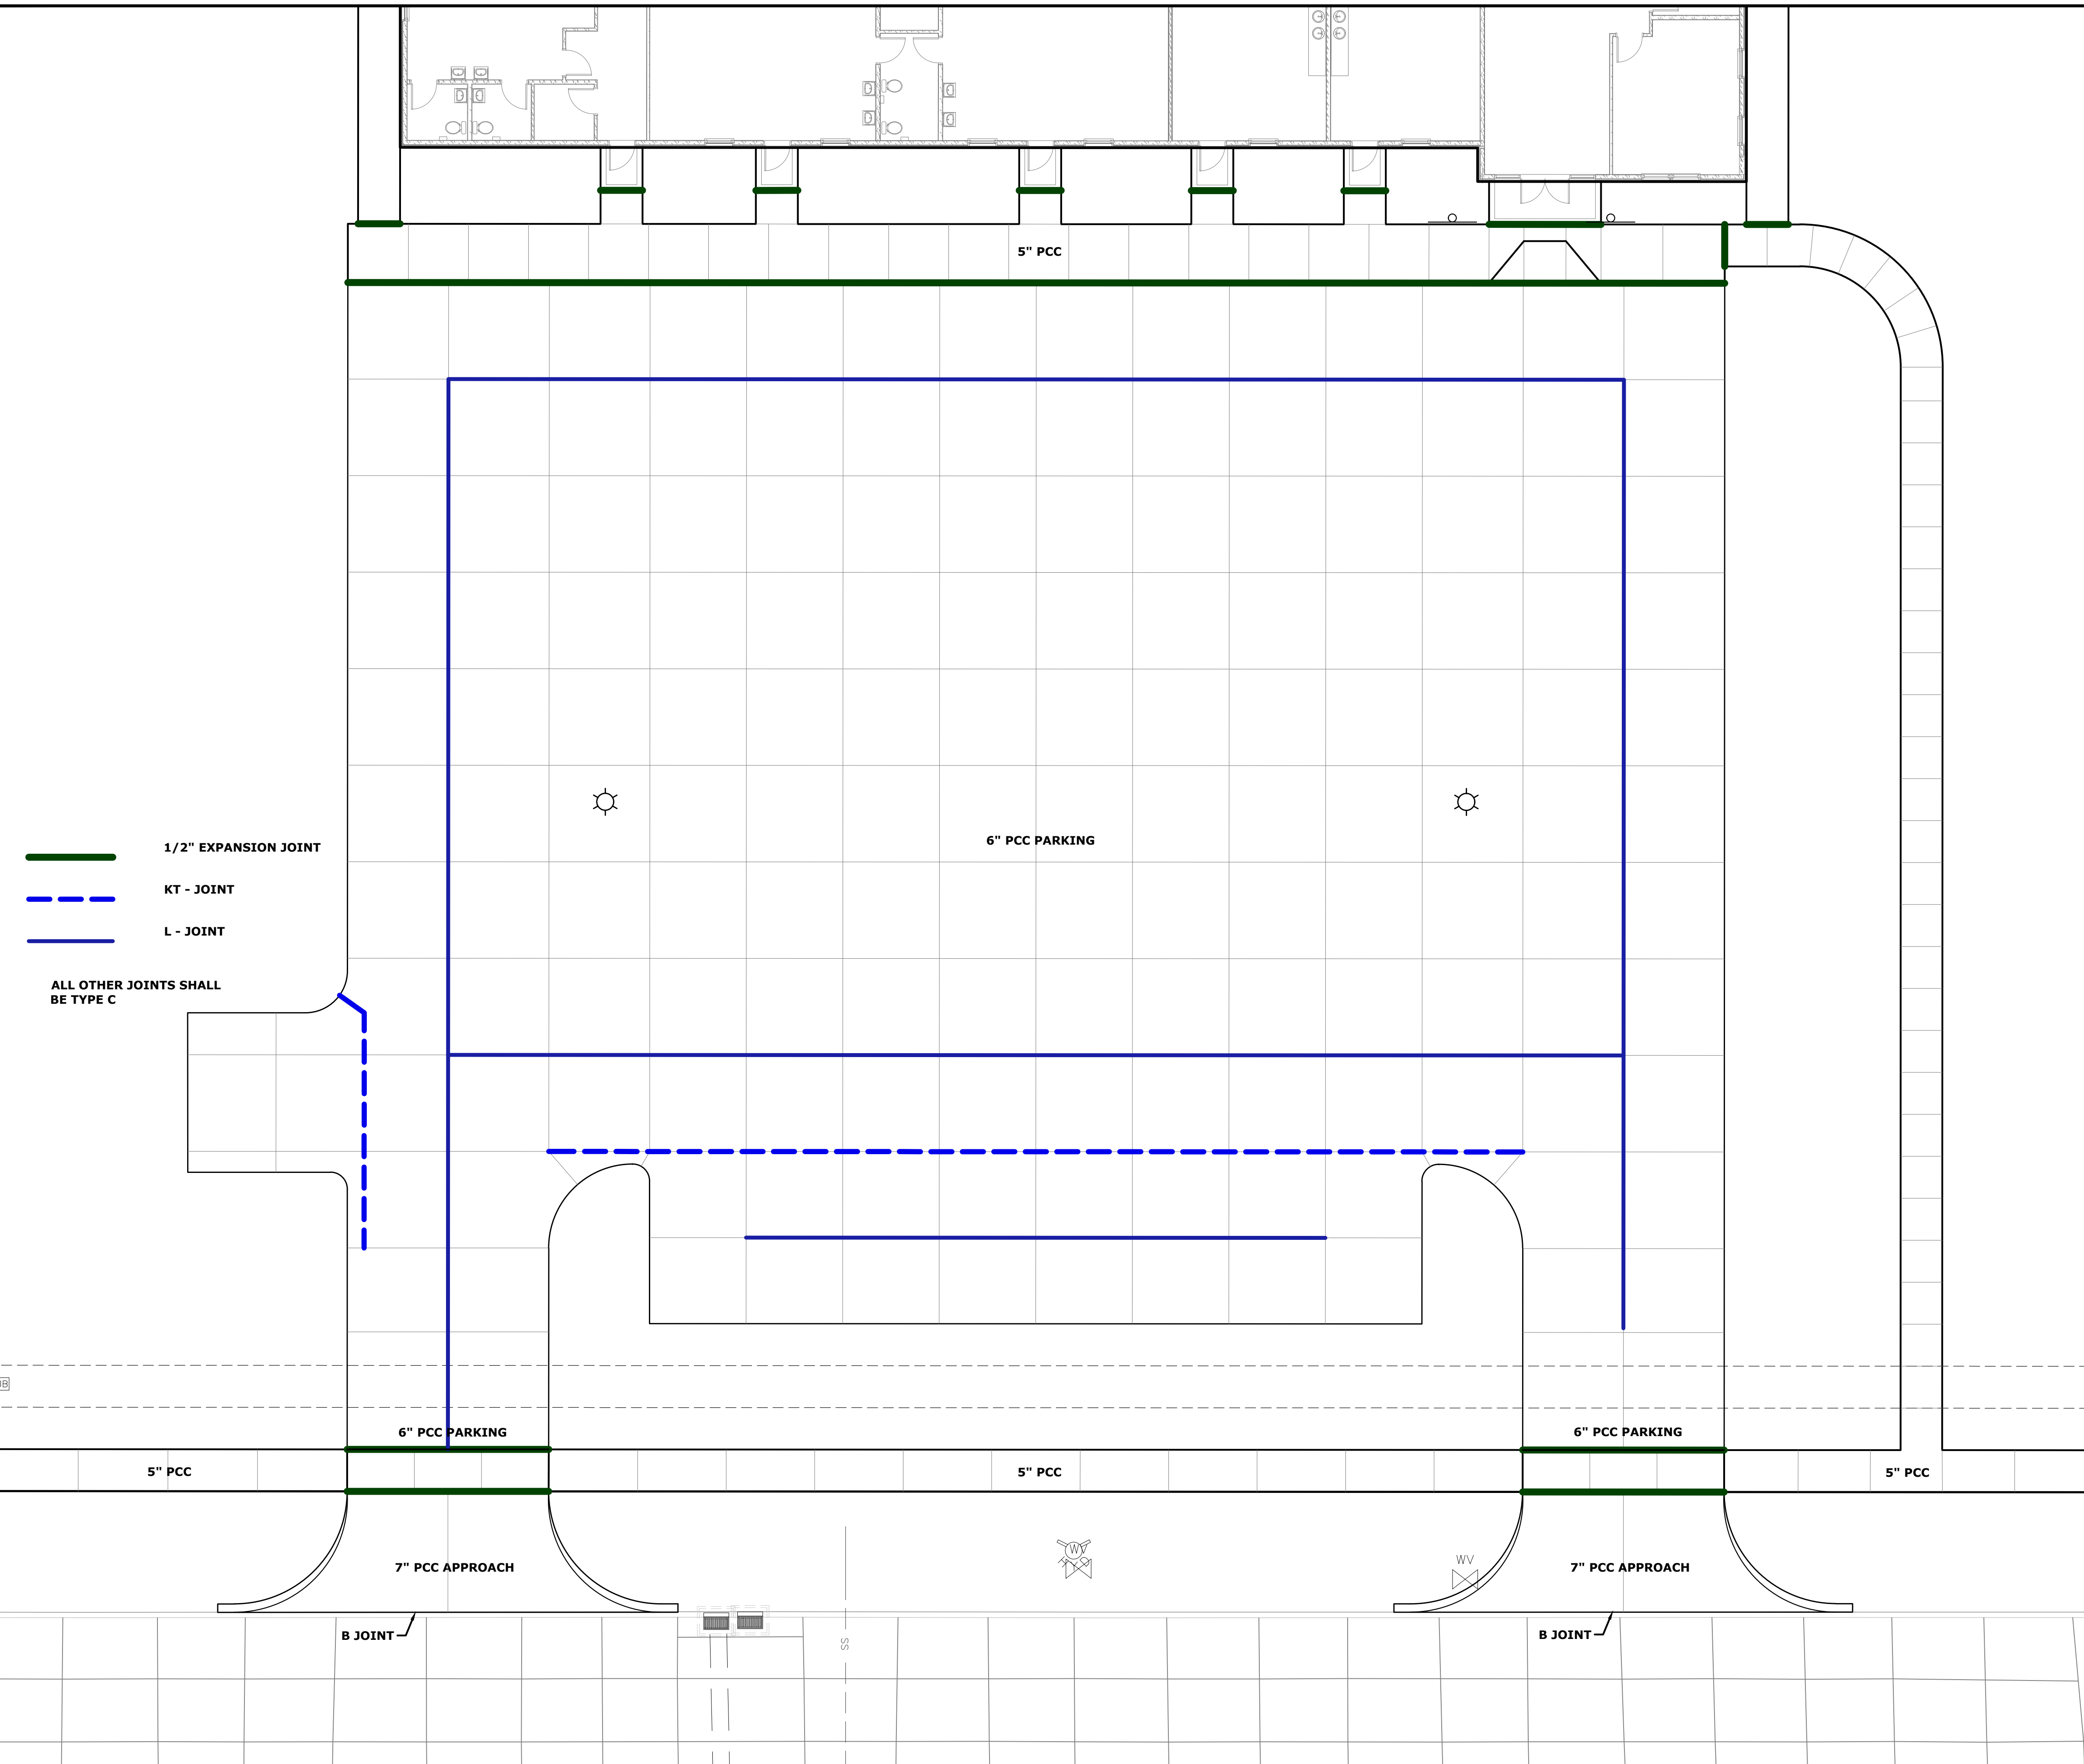 5" PCC
6" PCC PARKING
1/2" EXPANSION JOINT
KT - JOINT
L - JOINT
ALL OTHER JOINTS SHALL
BE TYPE C
6" PCC PARKING
6" PCC PARKING
5" PCC
5" PCC
5" PCC
WV
WV
7" PCC APPROACH
7" PCC APPROACH
B JOINT
B JOINT
SS